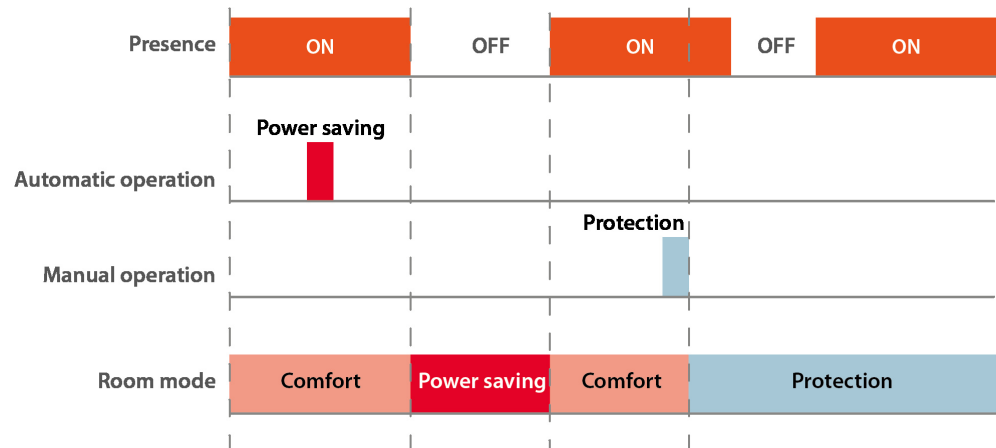 Presence ON OFF ON OFF ON
Power saving
Automatic operation
Protection
Manual operation
Room mode Comfort Power saving Comfort Protection